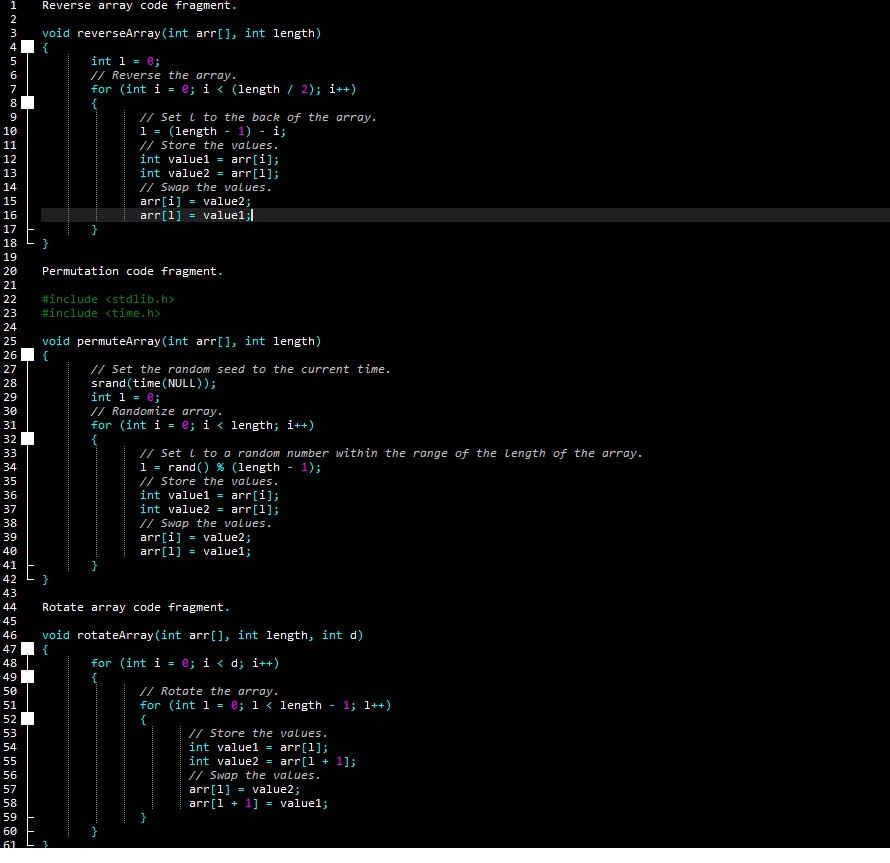 1 Reverse array code fragment.
2
3 void reverseArray(int arr[], int length)
4 {
5 int l = 0;
6 // Reverse the array.
7 for (int i = 0; i < (length / 2); i++)
8 {
9 // Set l to the back of the array.
10 l = (length - 1) - i;
11 // Store the values.
12 int value1 = arr[i];
13 int value2 = arr[l];
14 // Swap the values.
15 arr[i] = value2;
16 arr[l] = value1;
17 }
18 }
19
20 Permutation code fragment.
21
22 #include <stdlib.h>
23 #include <time.h>
24
25 void permuteArray(int arr[], int length)
26 {
27 // Set the random seed to the current time.
28 srand(time(NULL));
29 int l = 0;
30 // Randomize array.
31 for (int i = 0; i < length; i++)
32 {
33 // Set l to a random number within the range of the length of the array.
34 l = rand() % (length - 1);
35 // Store the values.
36 int value1 = arr[i];
37 int value2 = arr[l];
38 // Swap the values.
39 arr[i] = value2;
40 arr[l] = value1;
41 }
42 }
43
44 Rotate array code fragment.
45
46 void rotateArray(int arr[], int length, int d)
47 {
48 for (int i = 0; i < d; i++)
49 {
50 // Rotate the array.
51 for (int l = 0; l < length - 1; l++)
52 {
53 // Store the values.
54 int value1 = arr[l];
55 int value2 = arr[l + 1];
56 // Swap the values.
57 arr[l] = value2;
58 arr[l + 1] = value1;
59 }
60 }
61 }